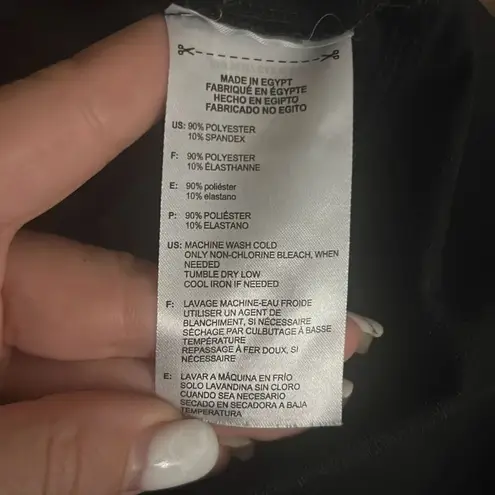 MADE IN EGYPT
FABRIQUÉ EN ÉGYPTE
HECHO EN EGIPTO
FABRICADO NO EGITO
US: 90% POLYESTER
10% SPANDEX
F: 90% POLYESTER
10% ÉLASTHANNE
E: 90% poliéster
10% elastano
P: 90% POLIÉSTER
10% ELASTANO
US: MACHINE WASH COLD
ONLY NON-CHLORINE BLEACH, WHEN
NEEDED
TUMBLE DRY LOW
COOL IRON IF NEEDED
F: LAVAGE MACHINE-EAU FROIDE
UTILISER UN AGENT DE
BLANCHIMENT, SI NÉCESSAIRE
SÉCHAGE PAR CULBUTAGE À BASSE
TEMPÉRATURE
REPASSAGE À FER DOUX, SI
NÉCESSAIRE
E: LAVAR A MÁQUINA EN FRÍO
SOLO LAVANDINA SIN CLORO
CUANDO SEA NECESARIO
SECADO EN SECADORA A BAJA
TEMPERATURA